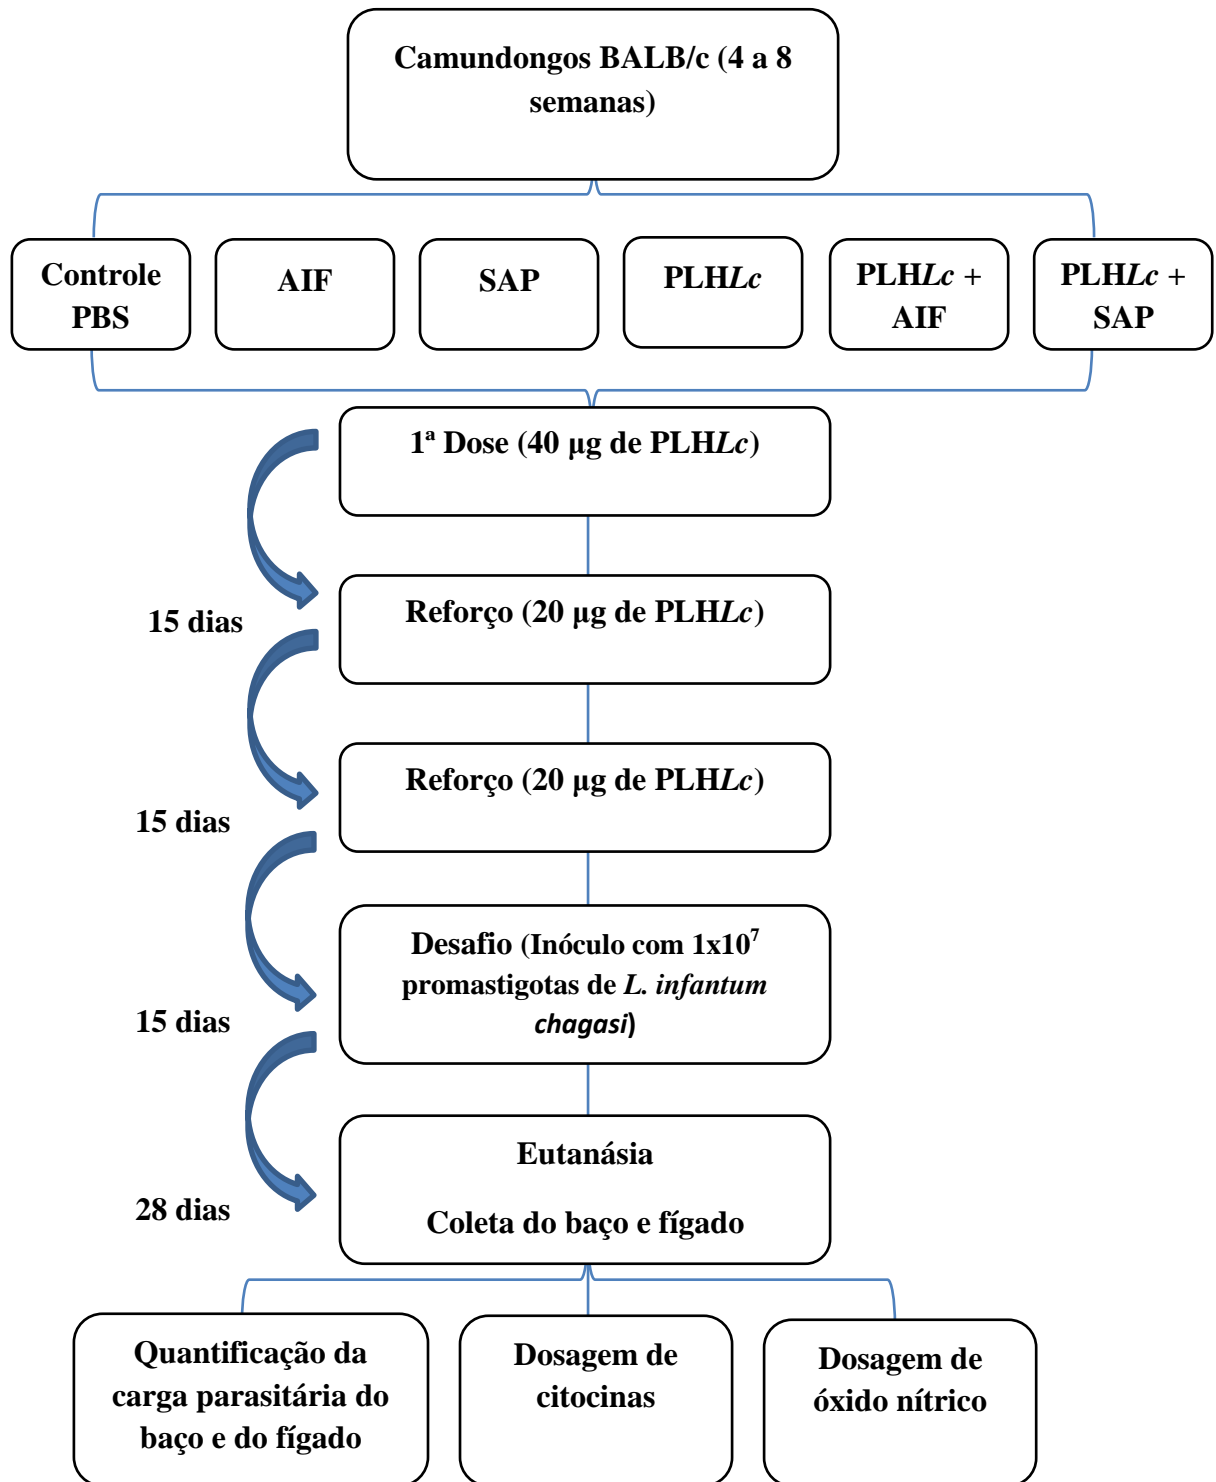 Camundongos BALB/c (4 a 8
semanas)
Controle
PBS
AIF
SAP
PLHLc
PLHLc +
AIF
PLHLc +
SAP
1ª Dose (40 µg de PLHLc)
15 dias
Reforço (20 µg de PLHLc)
15 dias
Reforço (20 µg de PLHLc)
15 dias
Desafio (Inóculo com 1x10⁷
promastigotas de L. infantum
chagasi)
28 dias
Eutanásia
Coleta do baço e fígado
Quantificação da
carga parasitária do
baço e do fígado
Dosagem de
citocinas
Dosagem de
óxido nítrico